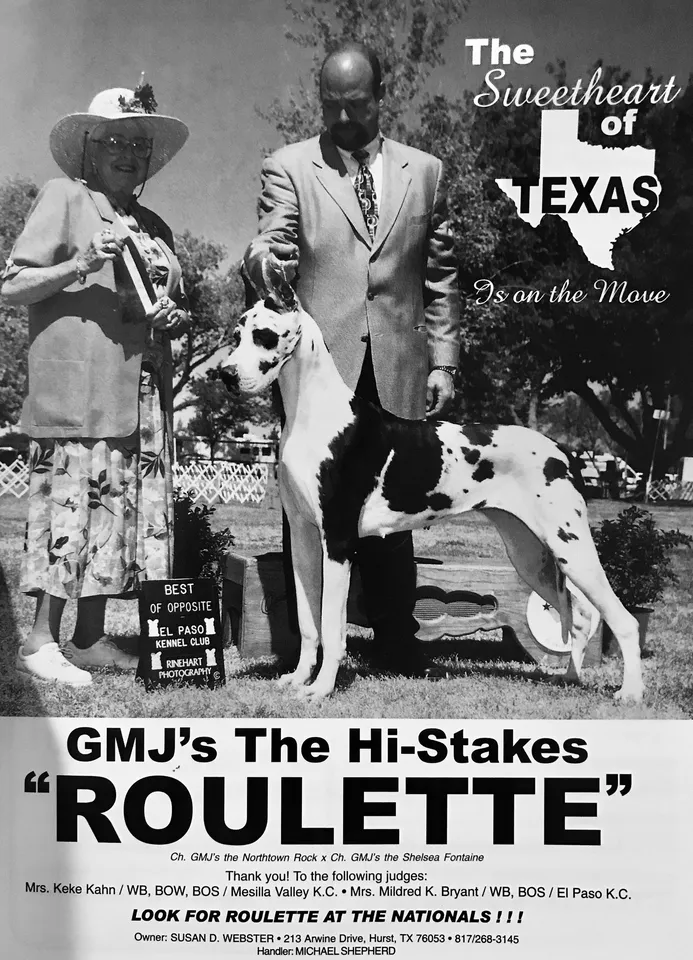 The
Sweetheart
of
TEXAS
Is on the Move
BEST
OF OPPOSITE
EL PASO
KENNEL CLUB
RINEHART
PHOTOGRAPHY ©
GMJ's The Hi-Stakes
"ROULETTE"
Ch. GMJ's the Northtown Rock x Ch. GMJ's the Shelsea Fontaine
Thank you! To the following judges:
Mrs. Keke Kahn / WB, BOW, BOS / Mesilla Valley K.C. • Mrs. Mildred K. Bryant / WB, BOS / El Paso K.C.
LOOK FOR ROULETTE AT THE NATIONALS ! ! !
Owner: SUSAN D. WEBSTER • 213 Arwine Drive, Hurst, TX 76053 • 817/268-3145
Handler: MICHAEL SHEPHERD